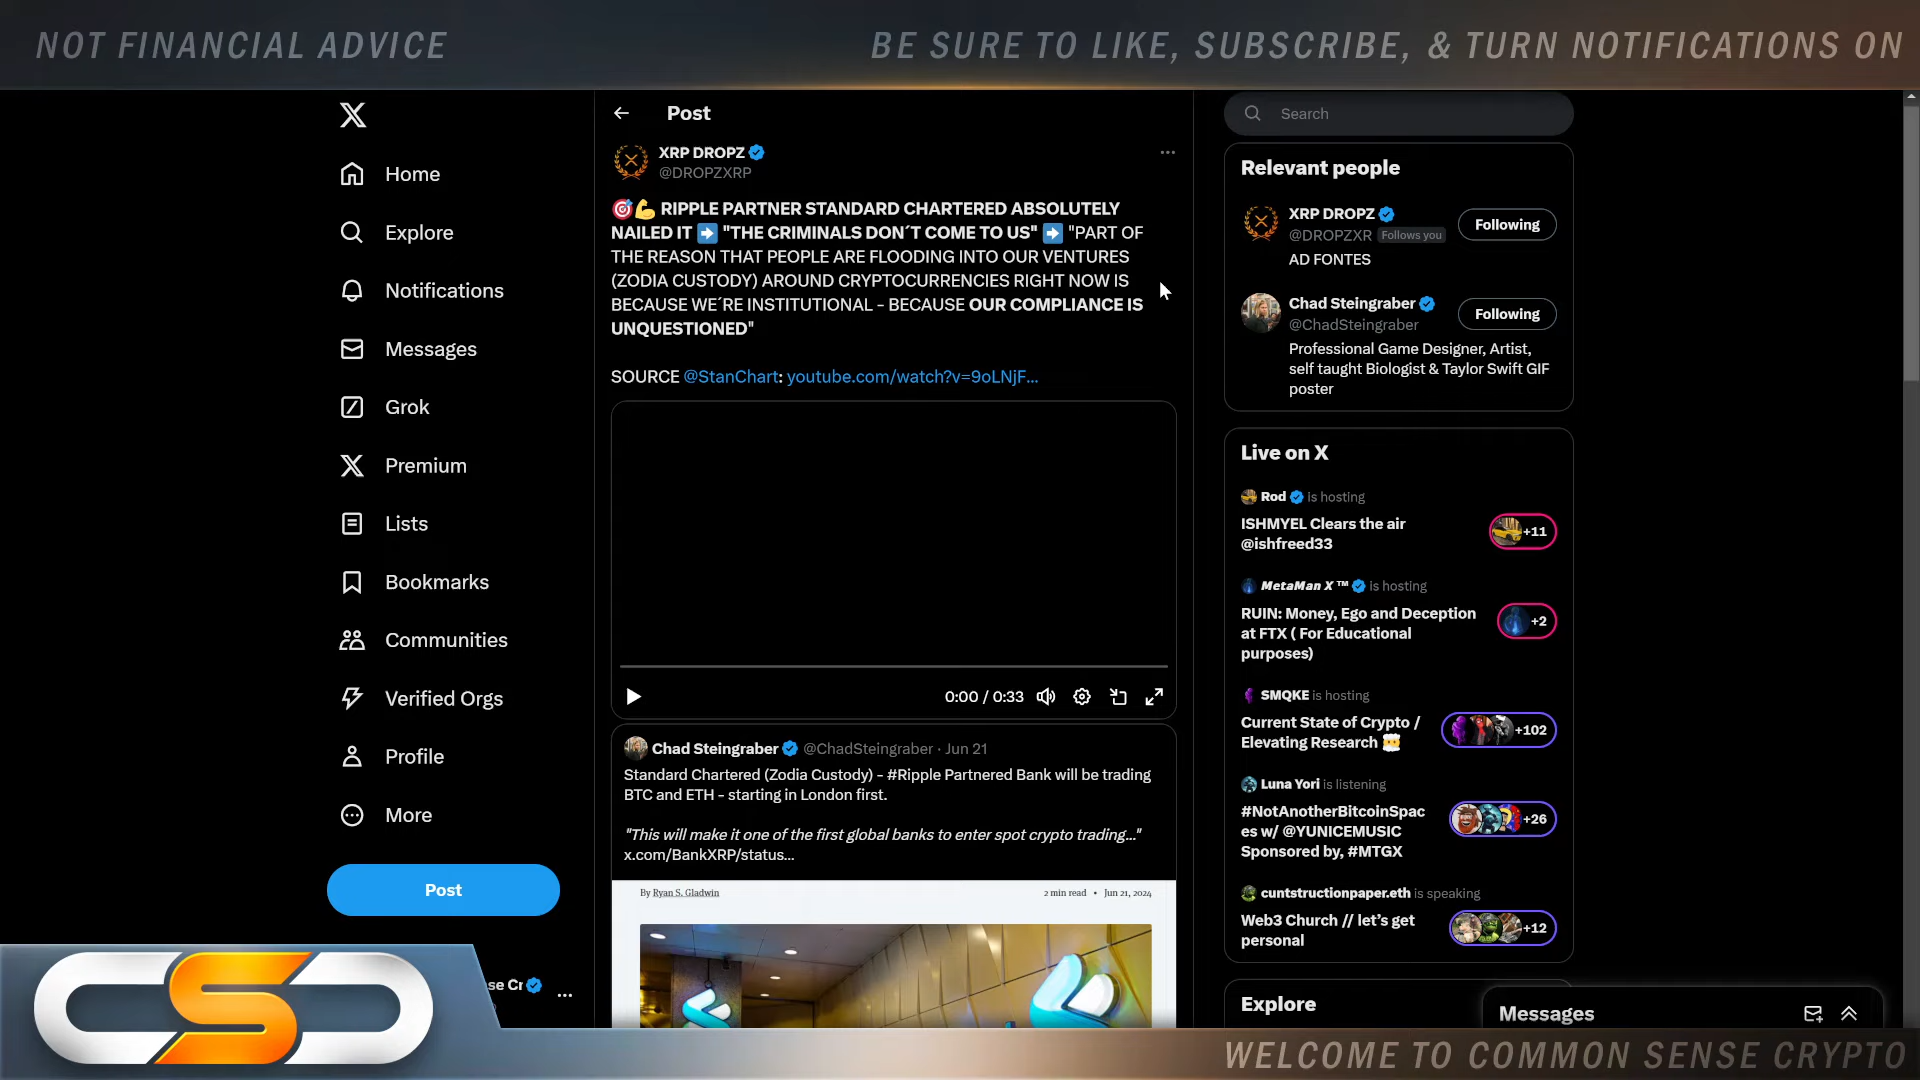 NOT FINANCIAL ADVICE
BE SURE TO LIKE, SUBSCRIBE, & TURN NOTIFICATIONS ON
Home
Explore
Notifications
Messages
Grok
Premium
Lists
Bookmarks
Communities
Verified Orgs
Profile
More
Post
se Cr
Post
XRP DROPZ
@DROPZXRP
🎯💪 RIPPLE PARTNER STANDARD CHARTERED ABSOLUTELY
NAILED IT ➡️ "THE CRIMINALS DON´T COME TO US" ➡️ "PART OF
THE REASON THAT PEOPLE ARE FLOODING INTO OUR VENTURES
(ZODIA CUSTODY) AROUND CRYPTOCURRENCIES RIGHT NOW IS
BECAUSE WE´RE INSTITUTIONAL - BECAUSE OUR COMPLIANCE IS
UNQUESTIONED"
SOURCE @StanChart: youtube.com/watch?v=9oLNjF...
0:00 / 0:33
Chad Steingraber @ChadSteingraber · Jun 21
Standard Chartered (Zodia Custody) - #Ripple Partnered Bank will be trading
BTC and ETH - starting in London first.
"This will make it one of the first global banks to enter spot crypto trading..."
x.com/BankXRP/status...
By Ryan S. Gladwin
2 min read • Jun 21, 2024
Search
Relevant people
XRP DROPZ
@DROPZXR Follows you
Following
AD FONTES
Chad Steingraber
@ChadSteingraber
Following
Professional Game Designer, Artist,
self taught Biologist & Taylor Swift GIF
poster
Live on X
Rod is hosting
ISHMYEL Clears the air
@ishfreed33
+11
MetaMan X ™ is hosting
RUIN: Money, Ego and Deception
at FTX ( For Educational
purposes)
+2
SMQKE is hosting
Current State of Crypto /
Elevating Research
+102
Luna Yori is listening
#NotAnotherBitcoinSpac
es w/ @YUNICEMUSIC
Sponsored by, #MTGX
+26
cuntstructionpaper.eth is speaking
Web3 Church // let's get
personal
+12
Explore
Messages
CSC
WELCOME TO COMMON SENSE CRYPTO